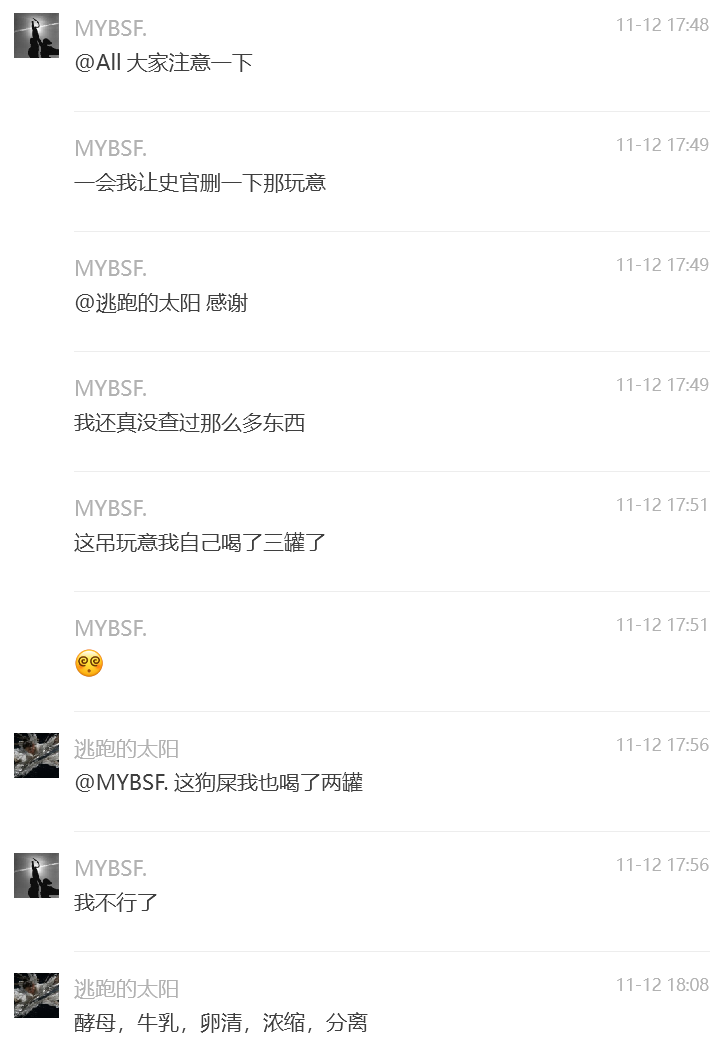 MYBSF.
11-12 17:48
@All 大家注意一下
MYBSF.
11-12 17:49
一会我让史官删一下那玩意
MYBSF.
11-12 17:49
@逃跑的太阳 感谢
MYBSF.
11-12 17:49
我还真没查过那么多东西
MYBSF.
11-12 17:51
这吊玩意我自己喝了三罐了
MYBSF.
11-12 17:51
😵‍💫
逃跑的太阳
11-12 17:56
@MYBSF. 这狗屎我也喝了两罐
MYBSF.
11-12 17:56
我不行了
逃跑的太阳
11-12 18:08
酵母，牛乳，卵清，浓缩，分离